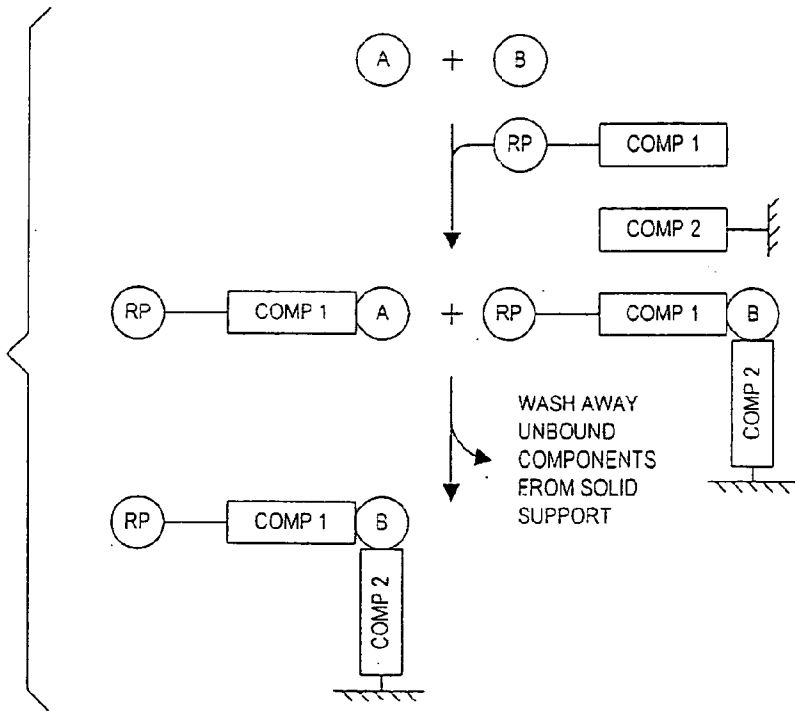 A + B
RP COMP 1
COMP 2
RP COMP 1 A + RP COMP 1 B
COMP 2
WASH AWAY
UNBOUND
COMPONENTS
FROM SOLID
SUPPORT
RP COMP 1 B
COMP 2